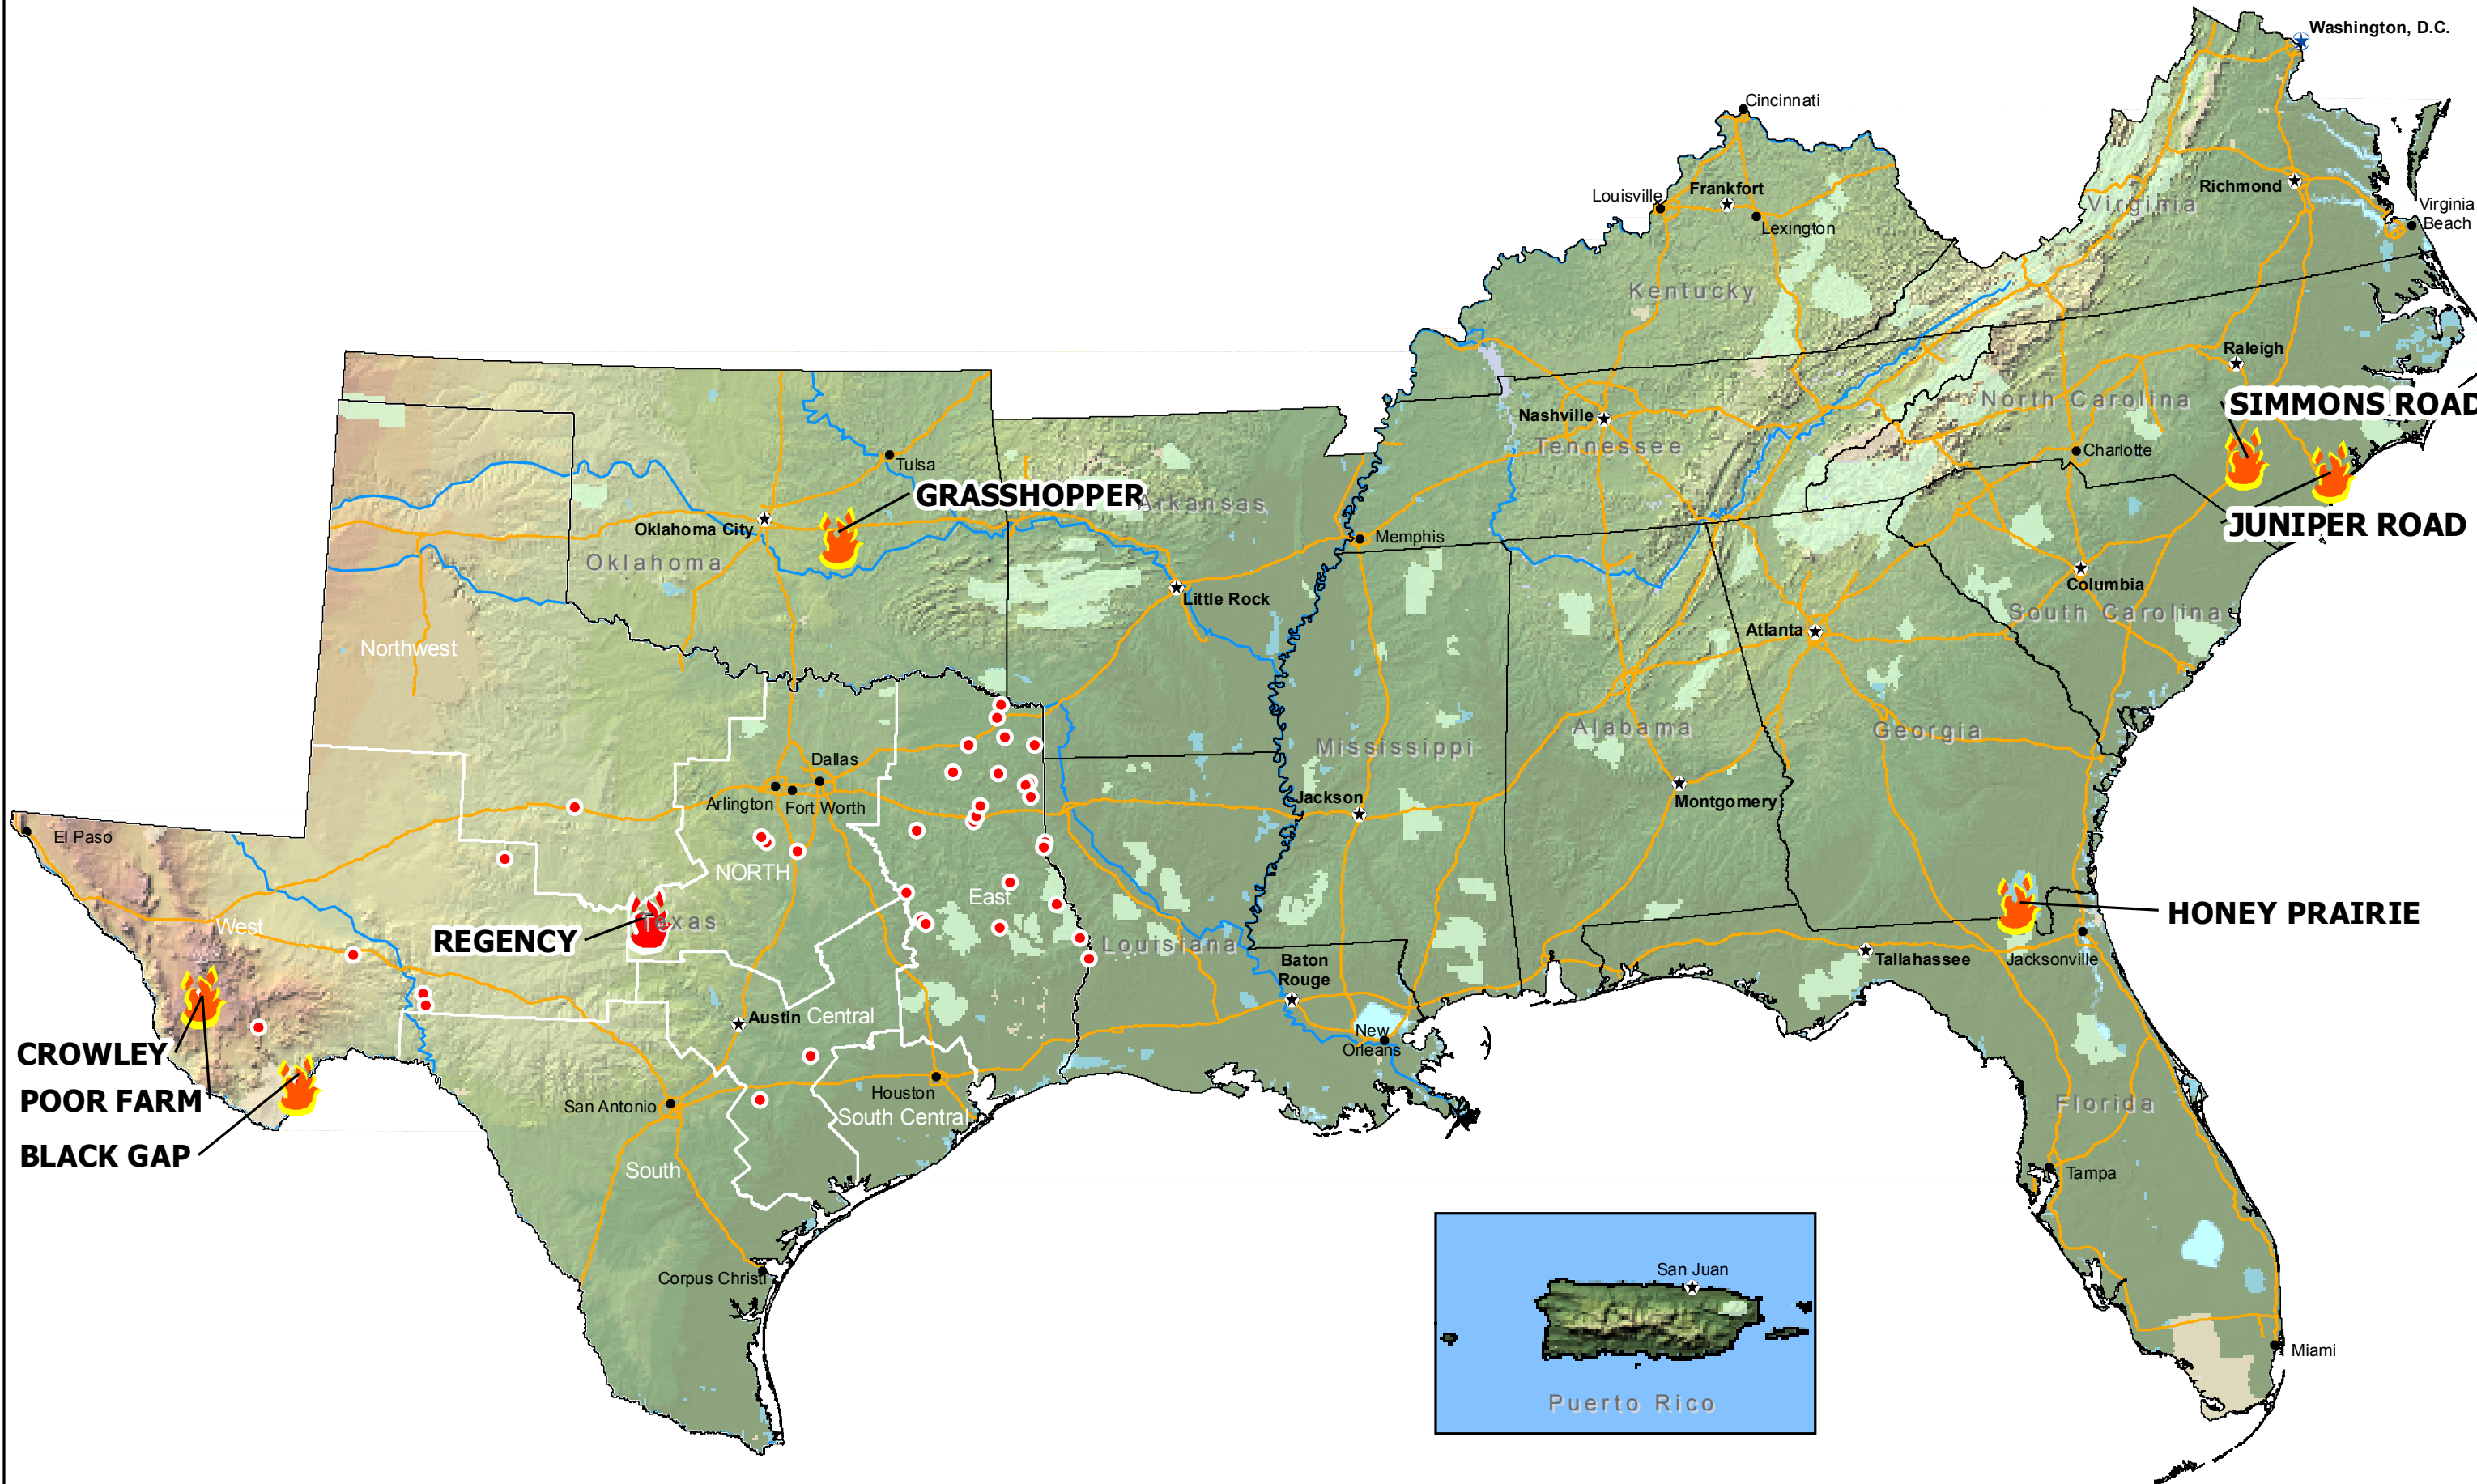 Washington, D.C.
Cincinnati
Louisville
Frankfort
Lexington
Richmond
Virginia
Virginia
Beach
Kentucky
Raleigh
North Carolina
SIMMONS ROAD
Nashville
Tennessee
Charlotte
Tulsa
GRASSHOPPER
Arkansas
Oklahoma City
Oklahoma
Memphis
JUNIPER ROAD
Little Rock
Columbia
South Carolina
Atlanta
Northwest
Mississippi
Alabama
Georgia
Dallas
Arlington
Fort Worth
Jackson
Montgomery
El Paso
NORTH
East
West
Texas
REGENCY
Louisiana
HONEY PRAIRIE
Baton
Rouge
Tallahassee
Jacksonville
Austin
Central
New
Orleans
CROWLEY
POOR FARM
BLACK GAP
San Antonio
Houston
South Central
South
Florida
Tampa
Corpus Christi
San Juan
Puerto Rico
Miami